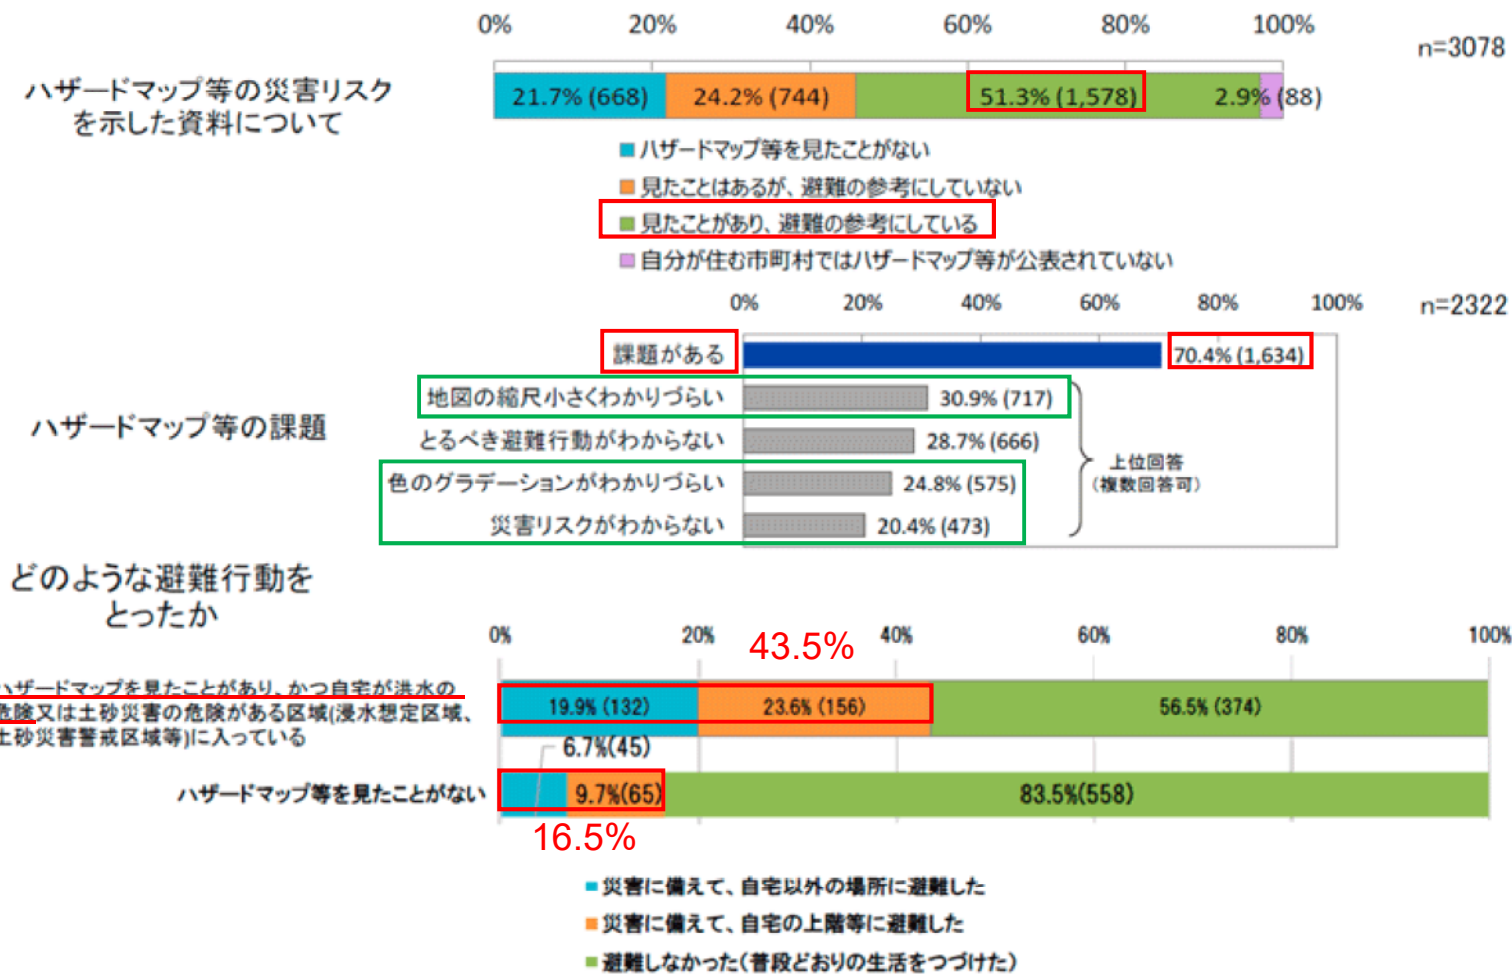 0% 20% 40% 60% 80% 100%
n=3078
ハザードマップ等の災害リスク
を示した資料について
21.7% (668) 24.2% (744) 51.3% (1,578) 2.9% (88)
ハザードマップ等を見たことがない
見たことはあるが、避難の参考にしていない
見たことがあり、避難の参考にしている
自分が住む市町村ではハザードマップ等が公表されていない
0% 20% 40% 60% 80% 100%
n=2322
ハザードマップ等の課題
課題がある 70.4% (1,634)
地図の縮尺小さくわかりづらい 30.9% (717)
とるべき避難行動がわからない 28.7% (666)
色のグラデーションがわかりづらい 24.8% (575)
災害リスクがわからない 20.4% (473)
上位回答
（複数回答可）
どのような避難行動を
とったか
0% 20% 40% 60% 80% 100%
43.5%
ハザードマップを見たことがあり、かつ自宅が洪水の
危険又は土砂災害の危険がある区域(浸水想定区域、
土砂災害警戒区域等)に入っている
19.9% (132) 23.6% (156) 56.5% (374)
ハザードマップ等を見たことがない
6.7%(45) 9.7%(65) 83.5%(558)
16.5%
災害に備えて、自宅以外の場所に避難した
災害に備えて、自宅の上階等に避難した
避難しなかった（普段どおりの生活をつづけた）